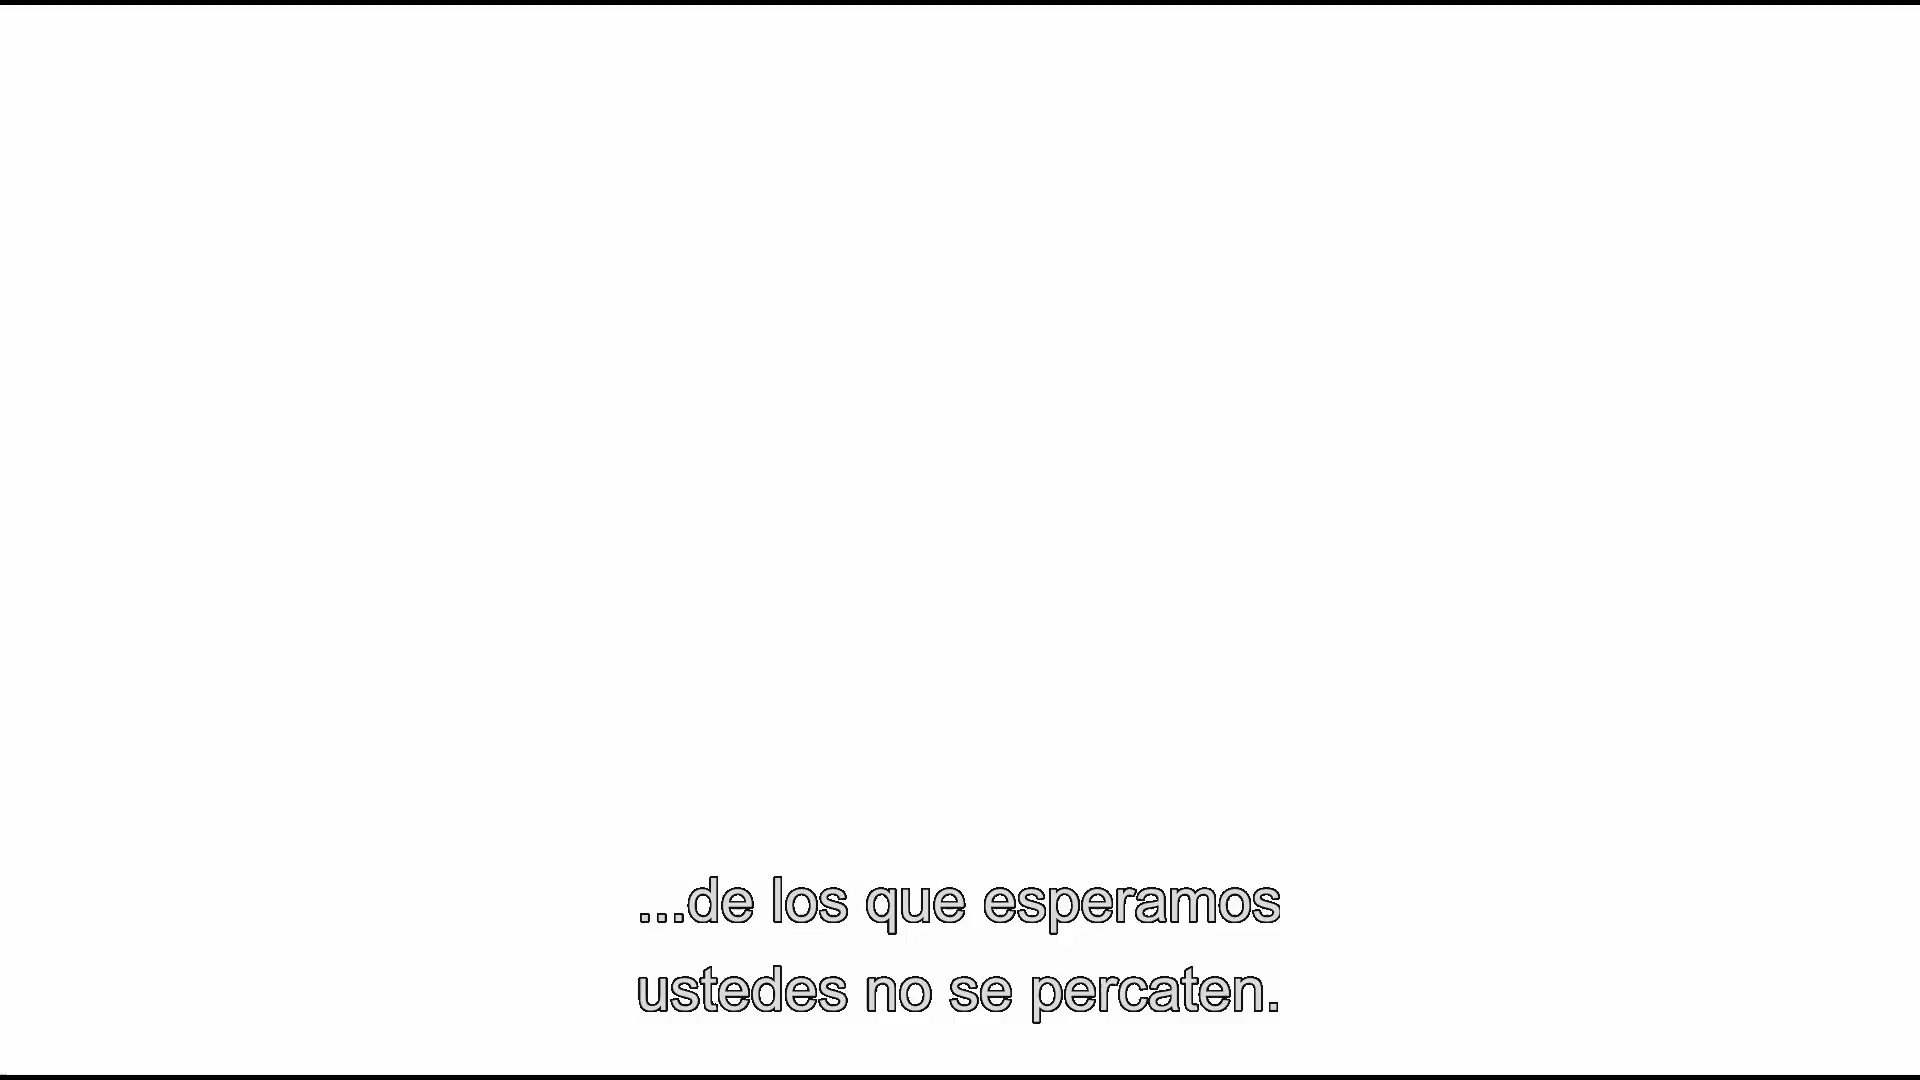 ...de los que esperamos
ustedes no se percaten.